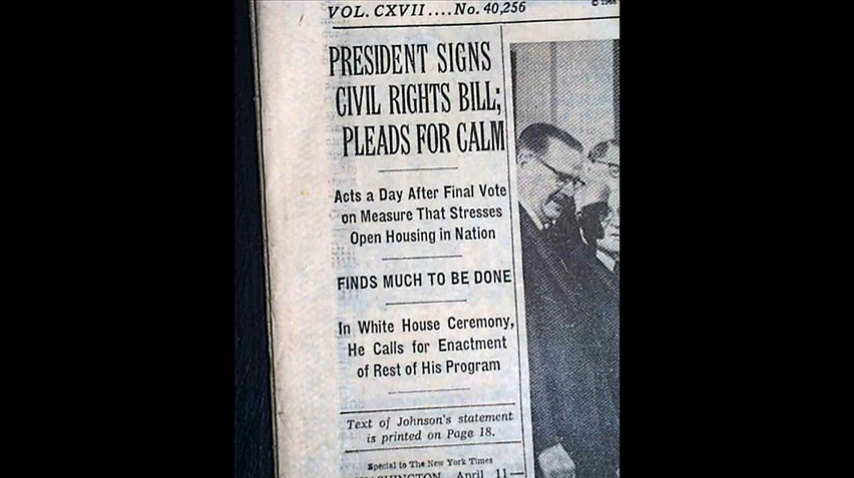 VOL. CXVII .... No. 40,256
© 1968
PRESIDENT SIGNS
CIVIL RIGHTS BILL;
PLEADS FOR CALM
Acts a Day After Final Vote
on Measure That Stresses
Open Housing in Nation
FINDS MUCH TO BE DONE
In White House Ceremony,
He Calls for Enactment
of Rest of His Program
Text of Johnson's statement
is printed on Page 18.
Special to The New York Times
WASHINGTON, April 11—